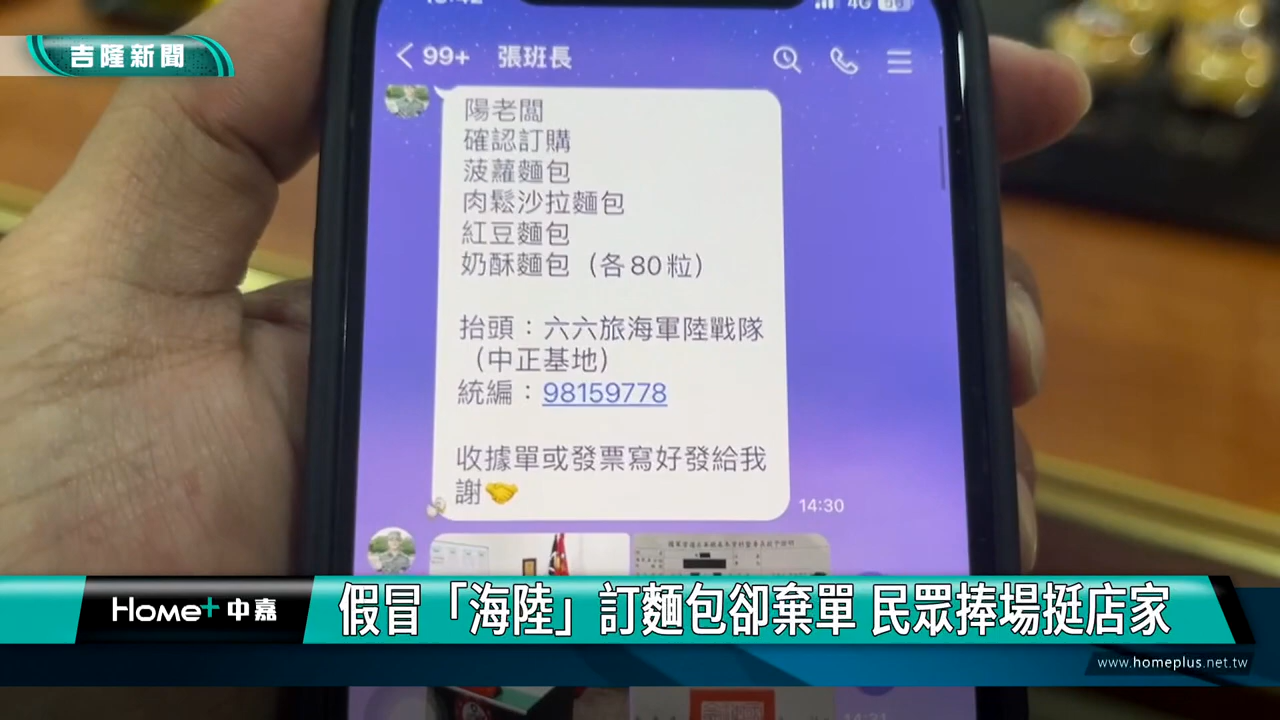 吉隆新聞
99+ 張班長
陽老闆
確認訂購
菠蘿麵包
肉鬆沙拉麵包
紅豆麵包
奶酥麵包（各80粒）
抬頭：六六旅海軍陸戰隊
（中正基地）
統編：98159778
收據單或發票寫好發給我
謝🤝
14:30
Home+中嘉
假冒「海陸」訂麵包卻棄單 民眾捧場挺店家
www.homeplus.net.tw
14:31